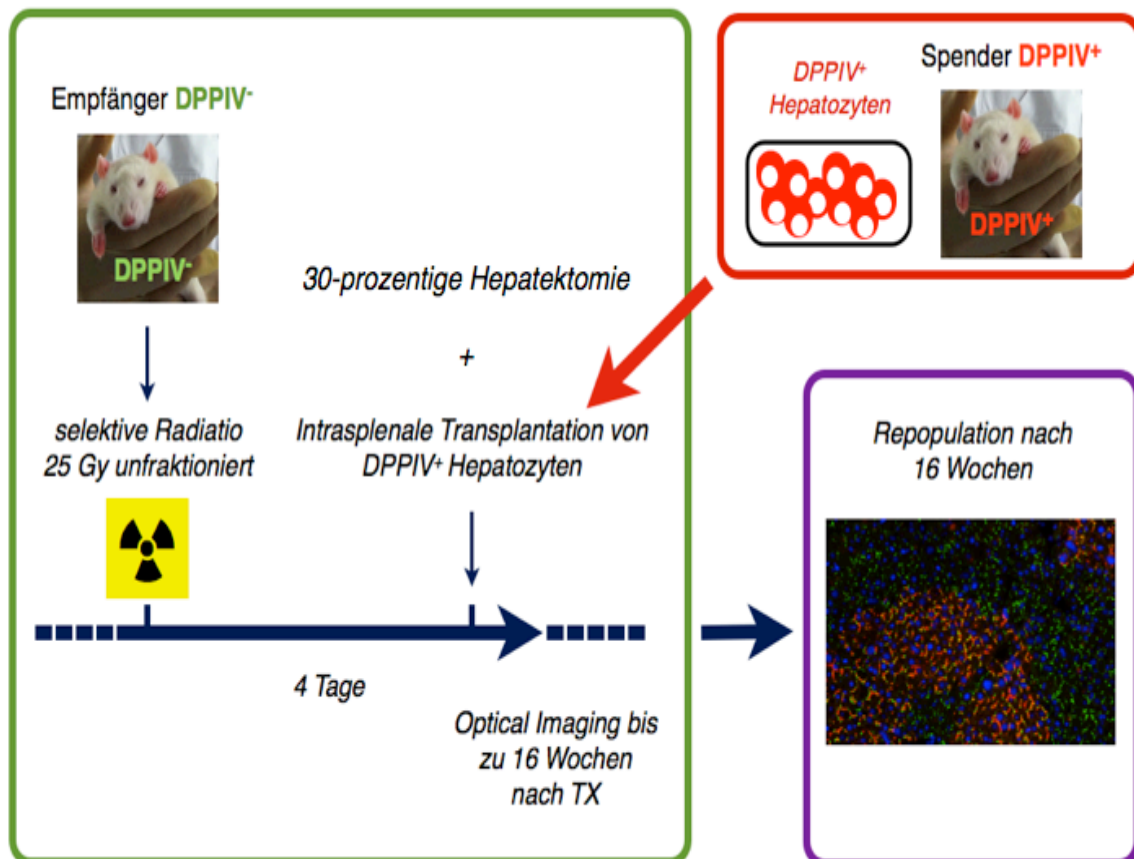 Empfänger DPPIV⁻
DPPIV⁻
selektive Radiatio
25 Gy unfraktioniert
30-prozentige Hepatektomie
+
Intrasplenale Transplantation von
DPPIV⁺ Hepatozyten
4 Tage
Optical Imaging bis
zu 16 Wochen
nach TX
DPPIV⁺
Hepatozyten
Spender DPPIV⁺
DPPIV⁺
Repopulation nach
16 Wochen